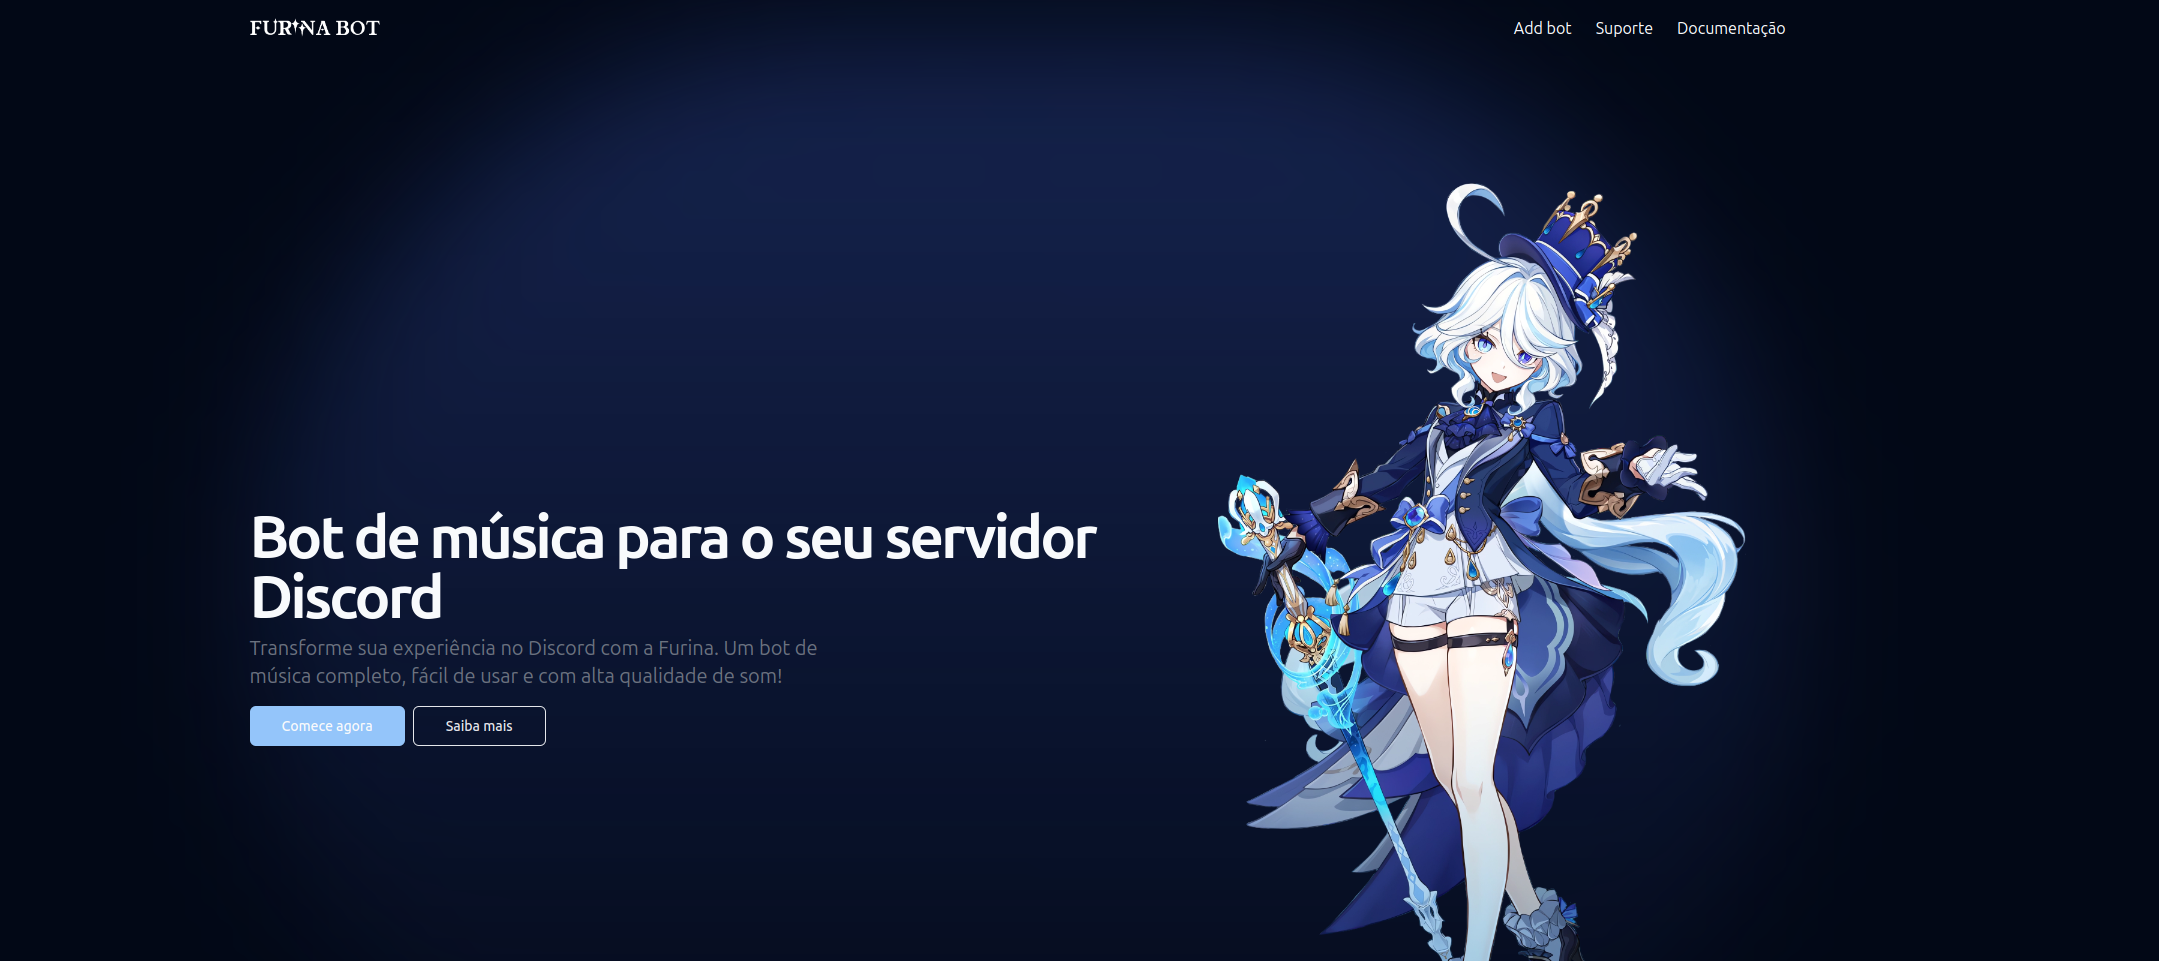 FURINA BOT
Add bot Suporte Documentação
Bot de música para o seu servidor
Discord
Transforme sua experiência no Discord com a Furina. Um bot de
música completo, fácil de usar e com alta qualidade de som!
Comece agora Saiba mais